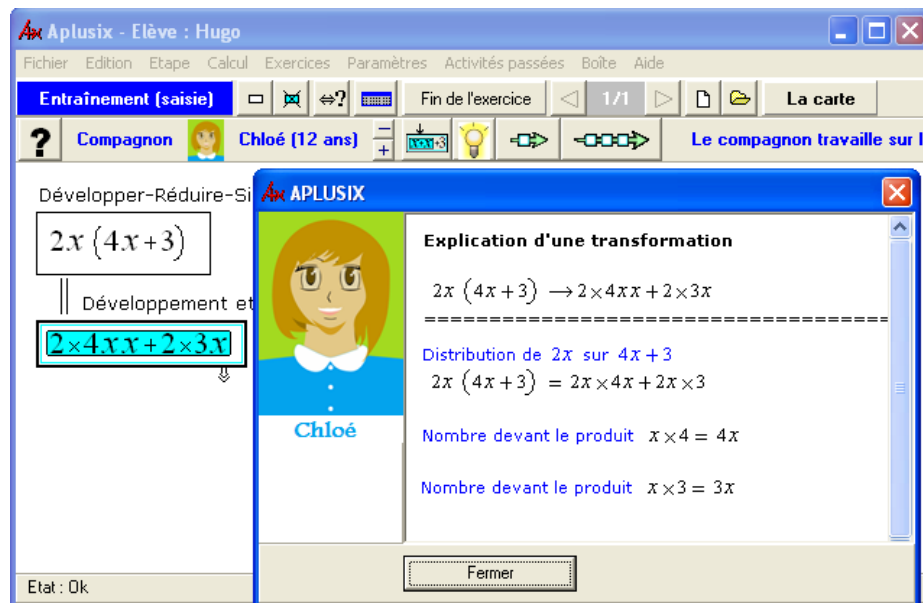 Aplusix - Elève : Hugo
Fichier Edition Etape Calcul Exercices Paramètres Activités passées Boîte Aide
Entraînement (saisie) ⇔? Fin de l'exercice 1/1 La carte
? Compagnon Chloé (12 ans) − + Le compagnon travaille sur l
Développer-Réduire-Si
2x (4x+3)
Développement et
2×4xx+2×3x
APLUSIX
Explication d'une transformation
2x (4x+3) → 2×4xx+2×3x
======================================
Distribution de 2x sur 4x+3
2x (4x+3) = 2x×4x+2x×3
Nombre devant le produit x×4 = 4x
Nombre devant le produit x×3 = 3x
Chloé
Fermer
Etat : Ok